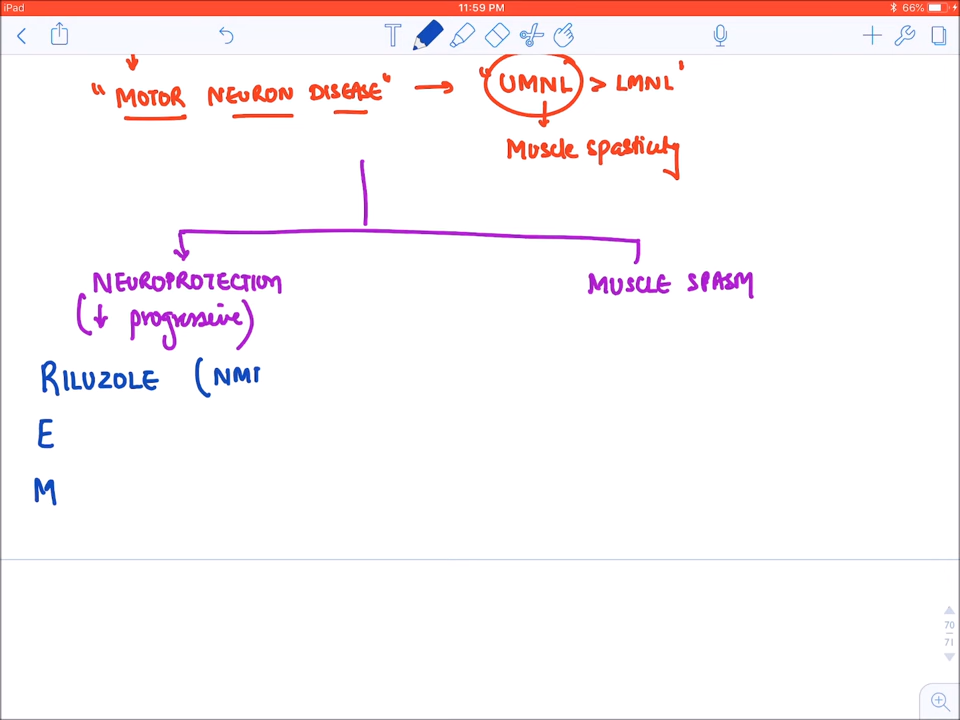 iPad 11:59 PM 66%
T
"MOTOR NEURON DISEASE" → "UMNL > LMNL'
Muscle spasticity
NEUROPROTECTION MUSCLE SPASM
(↓ progressive)
RILUZOLE (NMD
E
M
70
71